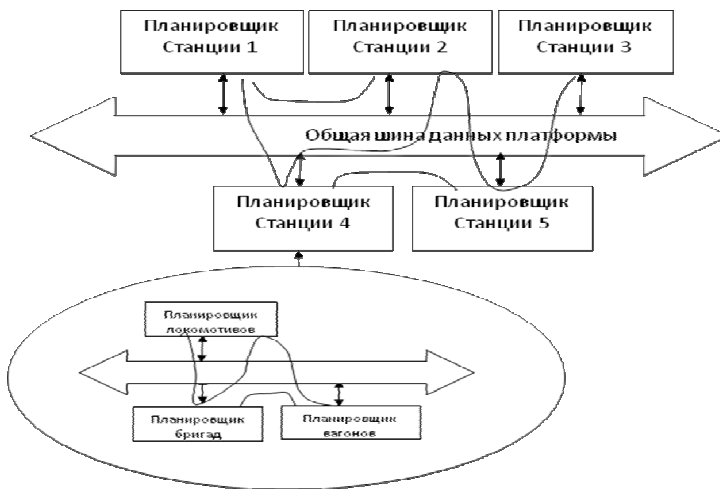 Планировщик
Станции 1
Планировщик
Станции 2
Планировщик
Станции 3
Общая шина данных платформы
Планировщик
Станции 4
Планировщик
Станции 5
Планировщик
локомотивов
Планировщик
бригад
Планировщик
вагонов